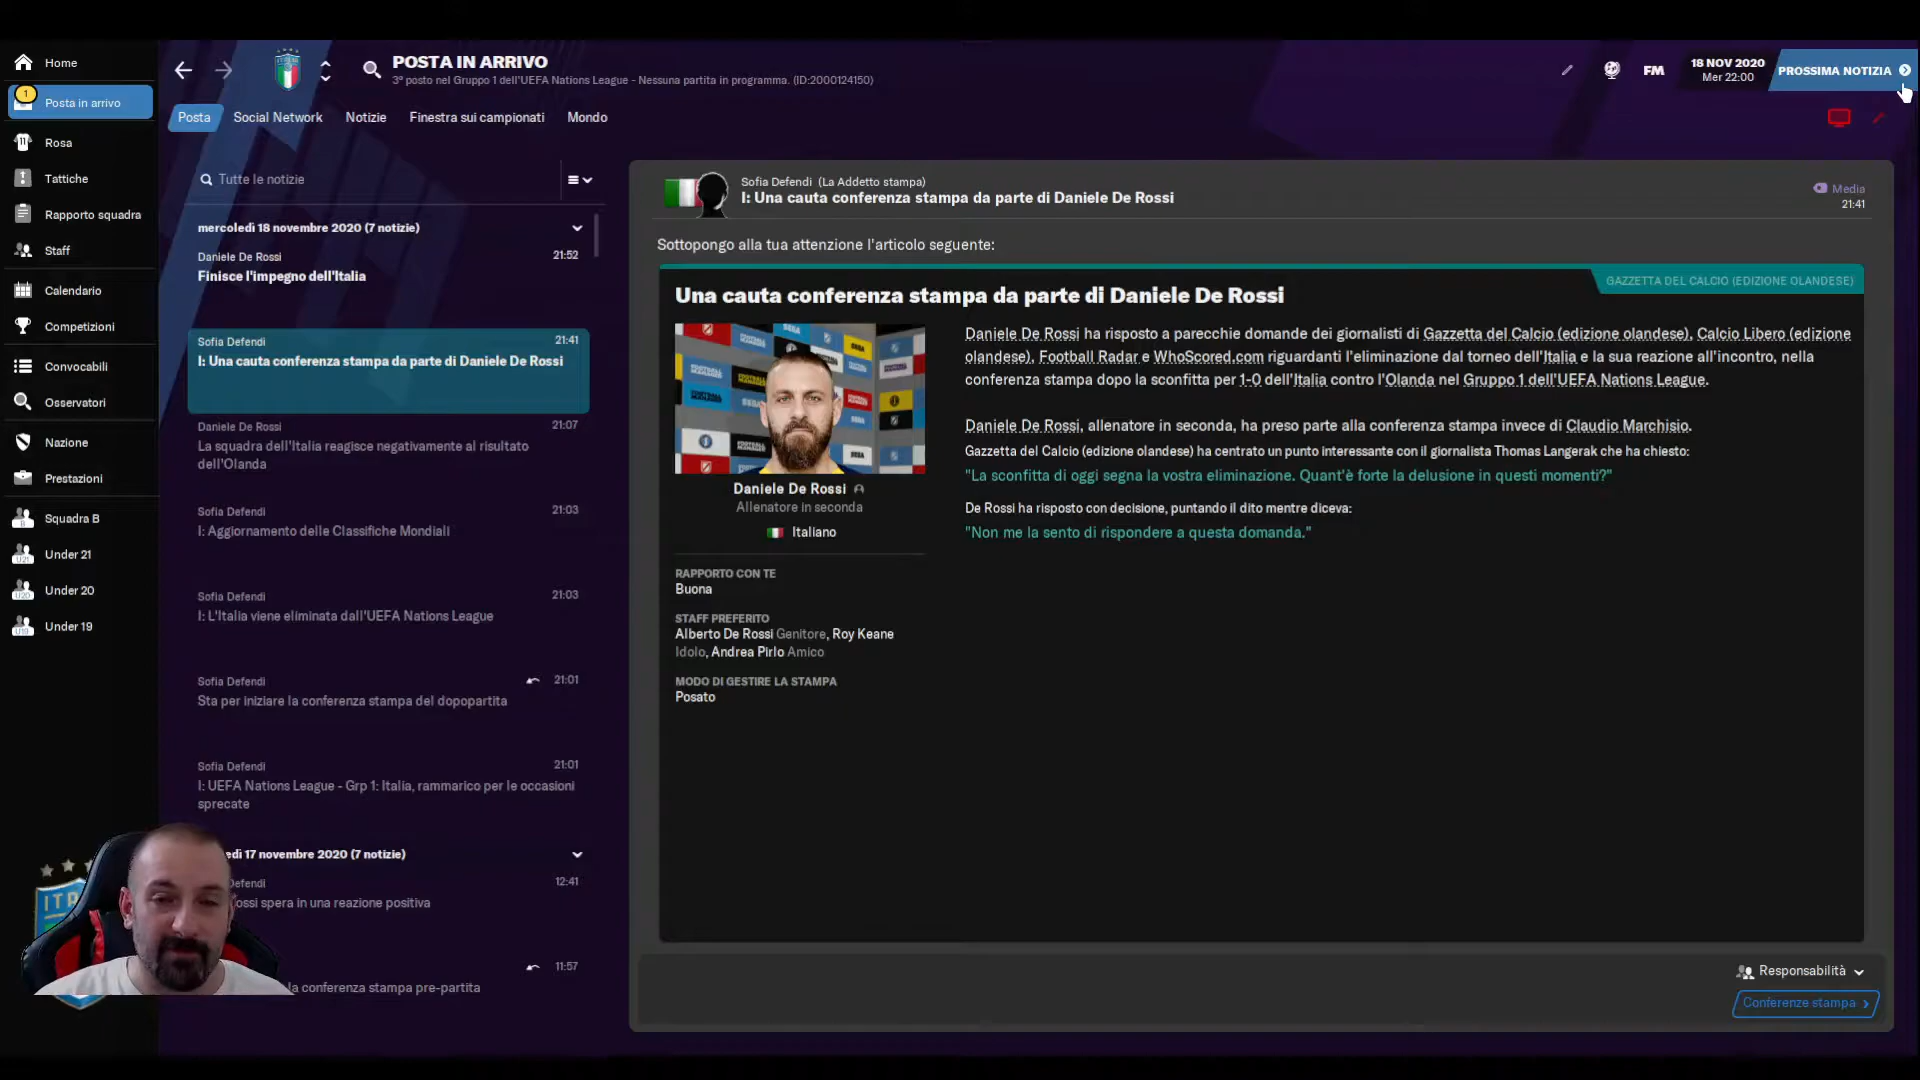 Home
1
Posta in arrivo
Rosa
Tattiche
Rapporto squadra
Staff
Calendario
Competizioni
Convocabili
Osservatori
Nazione
Prestazioni
Squadra B
Under 21
Under 20
Under 19
POSTA IN ARRIVO
3º posto nel Gruppo 1 dell'UEFA Nations League - Nessuna partita in programma. (ID:2000124150)
FM
18 NOV 2020
Mer 22:00
PROSSIMA NOTIZIA
Posta
Social Network
Notizie
Finestra sui campionati
Mondo
Tutte le notizie
mercoledì 18 novembre 2020 (7 notizie)
Daniele De Rossi 21:52
Finisce l'impegno dell'Italia
Sofia Defendi 21:41
I: Una cauta conferenza stampa da parte di Daniele De Rossi
Daniele De Rossi 21:07
La squadra dell'Italia reagisce negativamente al risultato
dell'Olanda
Sofia Defendi 21:03
I: Aggiornamento delle Classifiche Mondiali
Sofia Defendi 21:03
I: L'Italia viene eliminata dall'UEFA Nations League
Sofia Defendi 21:01
Sta per iniziare la conferenza stampa del dopopartita
Sofia Defendi 21:01
I: UEFA Nations League - Grp 1: Italia, rammarico per le occasioni
sprecate
edì 17 novembre 2020 (7 notizie)
Defendi 12:41
ossi spera in una reazione positiva
11:57
la conferenza stampa pre-partita
Sofia Defendi (La Addetto stampa)
I: Una cauta conferenza stampa da parte di Daniele De Rossi
Media
21:41
Sottopongo alla tua attenzione l'articolo seguente:
GAZZETTA DEL CALCIO (EDIZIONE OLANDESE)
Una cauta conferenza stampa da parte di Daniele De Rossi
Daniele De Rossi
Allenatore in seconda
Italiano
RAPPORTO CON TE
Buona
STAFF PREFERITO
Alberto De Rossi Genitore, Roy Keane
Idolo, Andrea Pirlo Amico
MODO DI GESTIRE LA STAMPA
Posato
Daniele De Rossi ha risposto a parecchie domande dei giornalisti di Gazzetta del Calcio (edizione olandese), Calcio Libero (edizione
olandese), Football Radar e WhoScored.com riguardanti l'eliminazione dal torneo dell'Italia e la sua reazione all'incontro, nella
conferenza stampa dopo la sconfitta per 1-0 dell'Italia contro l'Olanda nel Gruppo 1 dell'UEFA Nations League.
Daniele De Rossi, allenatore in seconda, ha preso parte alla conferenza stampa invece di Claudio Marchisio.
Gazzetta del Calcio (edizione olandese) ha centrato un punto interessante con il giornalista Thomas Langerak che ha chiesto:
"La sconfitta di oggi segna la vostra eliminazione. Quant'è forte la delusione in questi momenti?"
De Rossi ha risposto con decisione, puntando il dito mentre diceva:
"Non me la sento di rispondere a questa domanda."
Responsabilità
Conferenze stampa